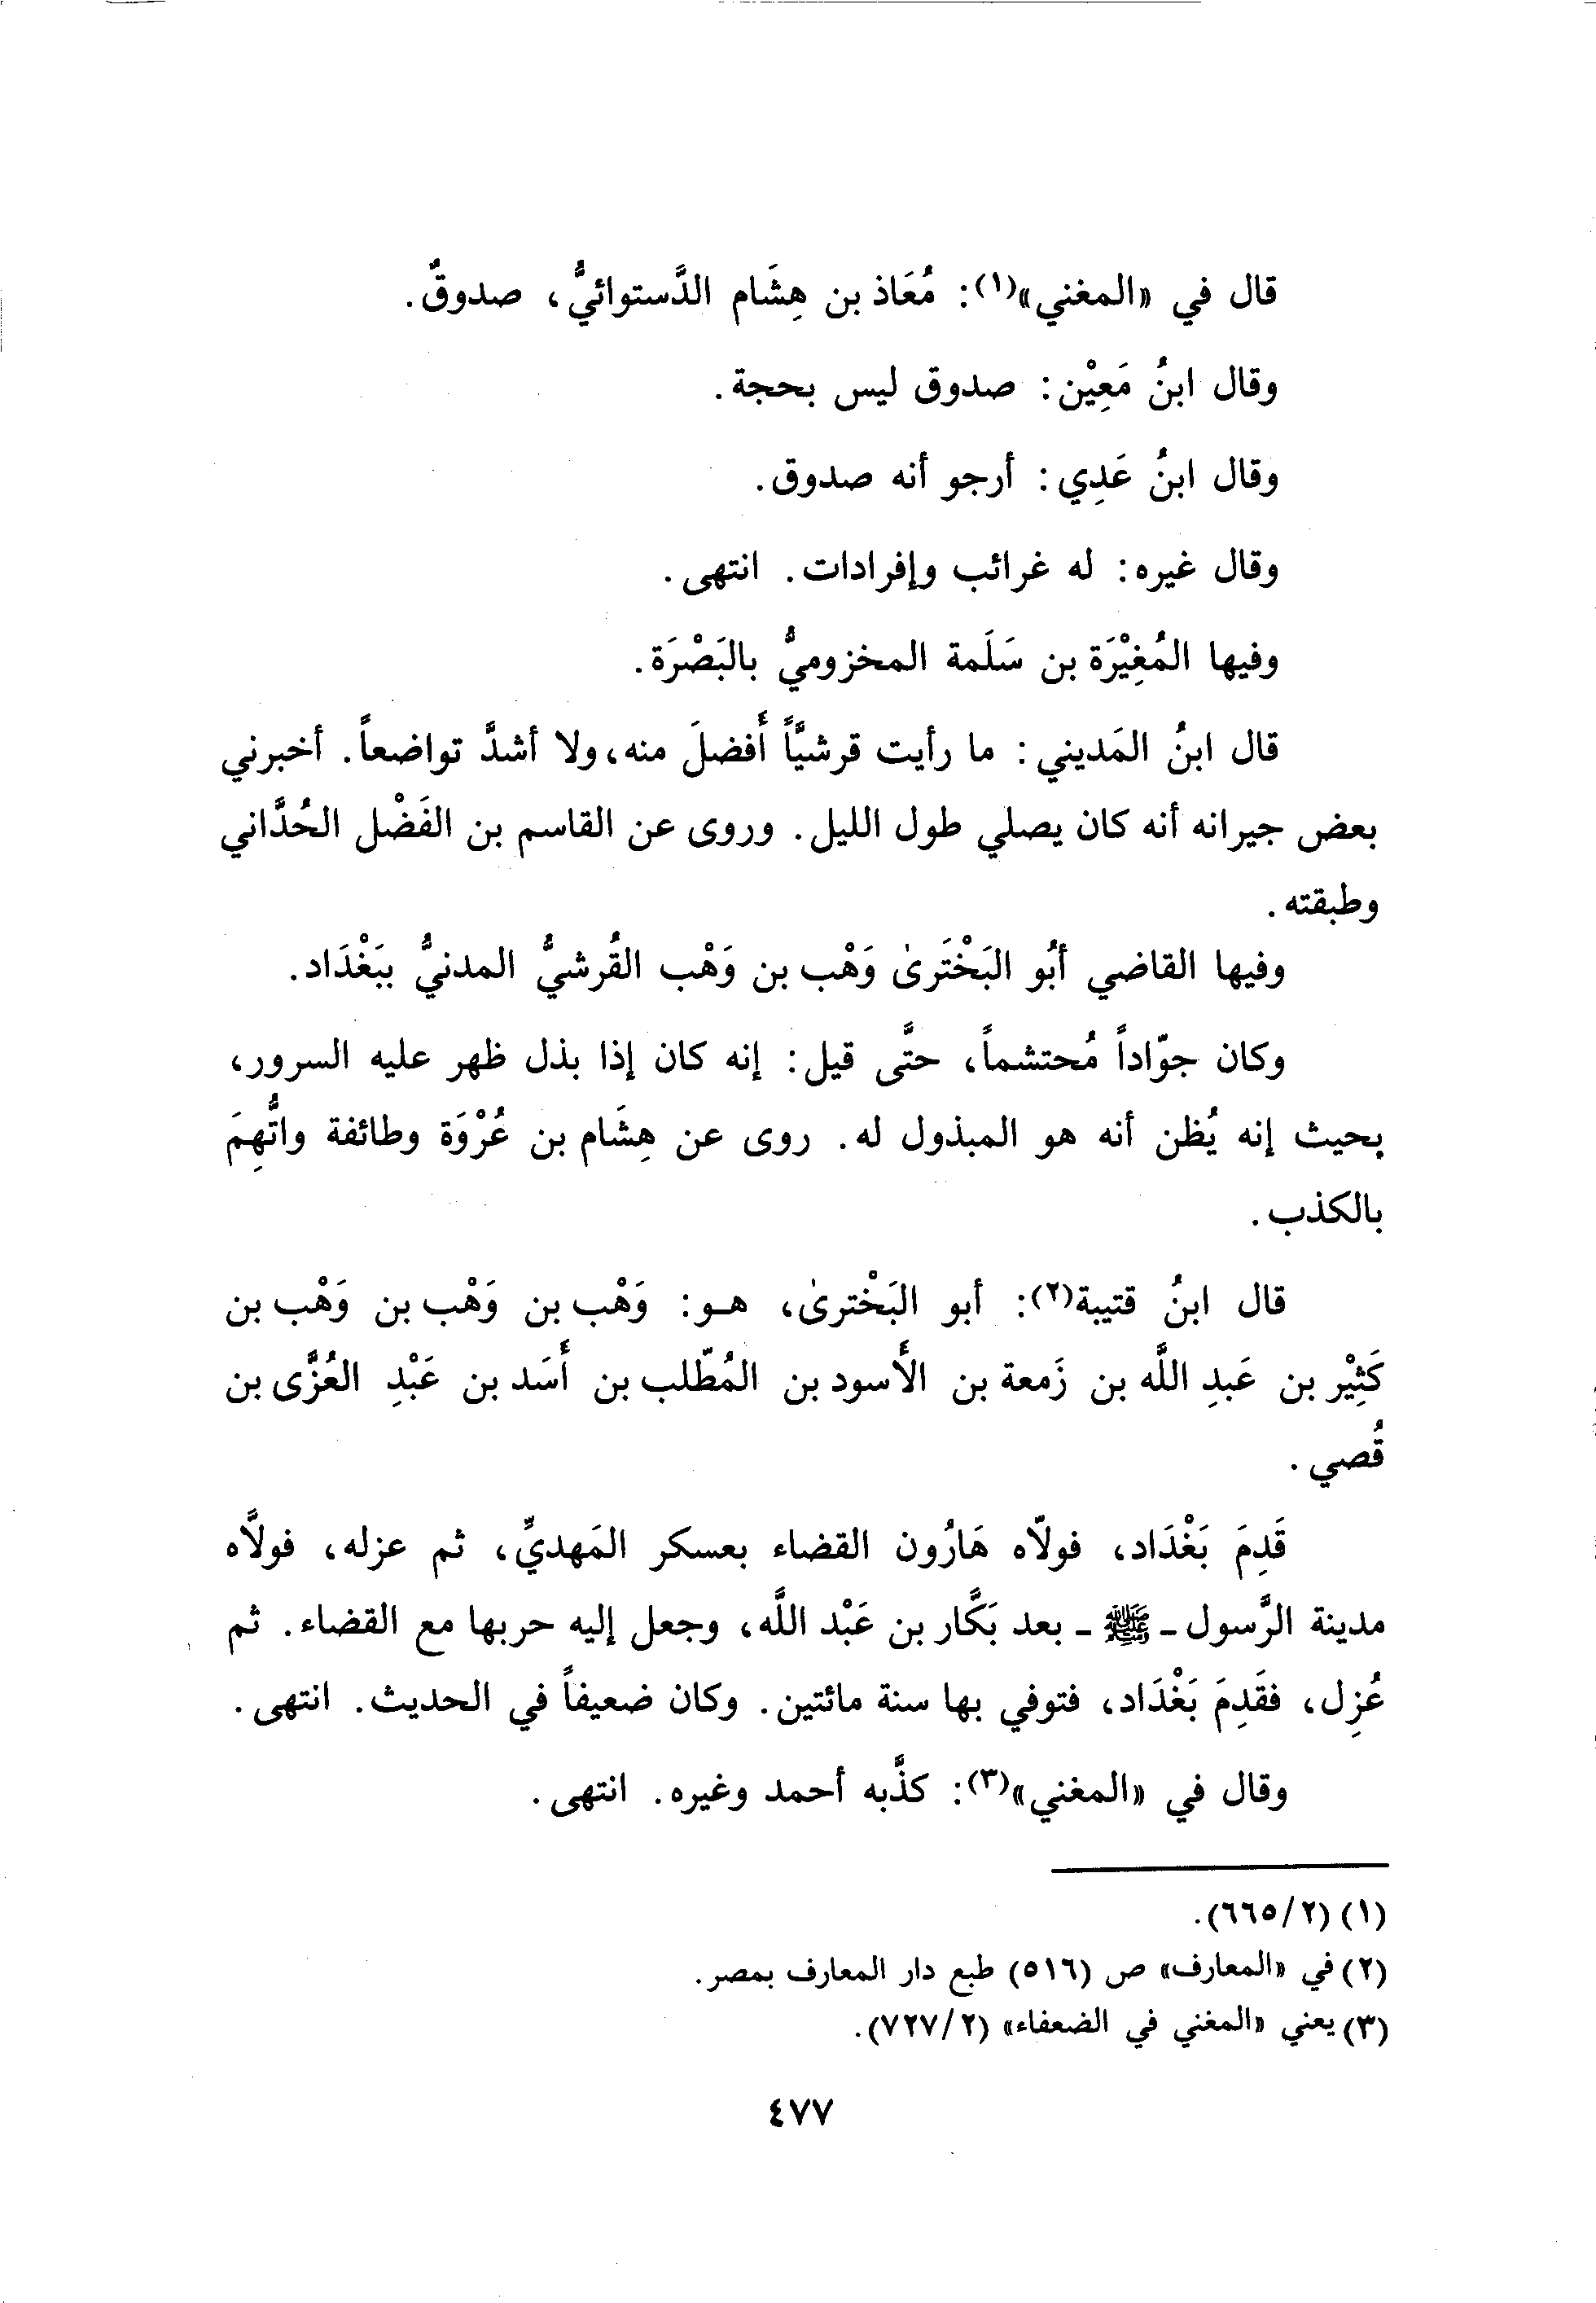 قال في «المغني»(١): مُعَاذ بن هِشَام الدَّستوائيُّ، صدوقٌ.
وقال ابنُ مَعِيْن: صدوق ليس بحجة.
وقال ابنُ عَدِي: أرجو أنه صدوق.
وقال غيره: له غرائب وإفرادات. انتهى.
وفيها المُغِيْرَة بن سَلَمة المخزوميُّ بالبَصْرَة.
قال ابنُ المَديني: ما رأيت قرشيَّاً أَفضلَ منه، ولا أشدَّ تواضعاً. أخبرني
بعض جيرانه أنه كان يصلي طول الليل. وروى عن القاسم بن الفَضْل الحُدَّاني
وطبقته.
وفيها القاضي أبُو البَخْتَرىٰ وَهْب بن وَهْب القُرشيُّ المدنيُّ ببَغْدَاد.
وكان جوّاداً مُحتشماً، حتَّى قيل: إنه كان إذا بذل ظهر عليه السرور،
بحيث إنه يُظن أنه هو المبذول له. روى عن هِشَام بن عُرْوَة وطائفة واتُّهِمَ
بالكذب.
قال ابنُ قتيبة(٢): أبو البَخْترىٰ، هـو: وَهْب بن وَهْب بن وَهْب بن
كَثِيْر بن عَبدِ اللَّه بن زَمعة بن الأَسود بن المُطّلب بن أَسَد بن عَبْدِ العُزَّى بن
قُصي.
قَدِمَ بَغْدَاد، فولاّه هَارُون القضاء بعسكر المَهديِّ، ثم عزله، فولاَّه
مدينة الرَّسول ـ ﷺ ـ بعد بَكَّار بن عَبْد اللَّه، وجعل إليه حربها مع القضاء. ثم
عُزِل، فقَدِمَ بَغْدَاد، فتوفي بها سنة مائتين. وكان ضعيفاً في الحديث. انتهى.
وقال في «المغني»(٣): كذَّبه أحمد وغيره. انتهى.
(١) (٢/ ٦٦٥).
(٢) في «المعارف» ص (٥١٦) طبع دار المعارف بمصر.
(٣) يعني «المغني في الضعفاء» (٢/ ٧٢٧).
٤٧٧